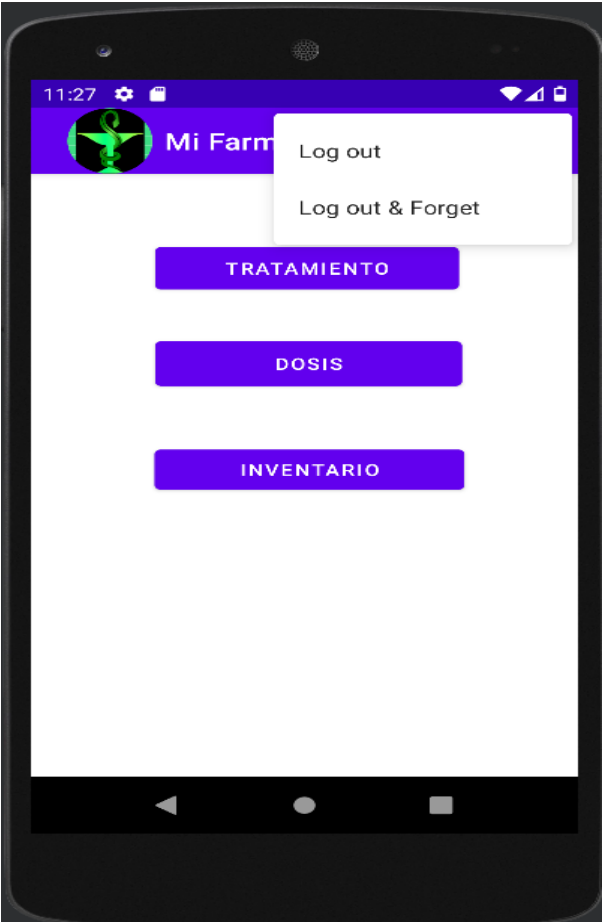 11:27
Mi Farm
Log out
Log out & Forget
TRATAMIENTO
DOSIS
INVENTARIO